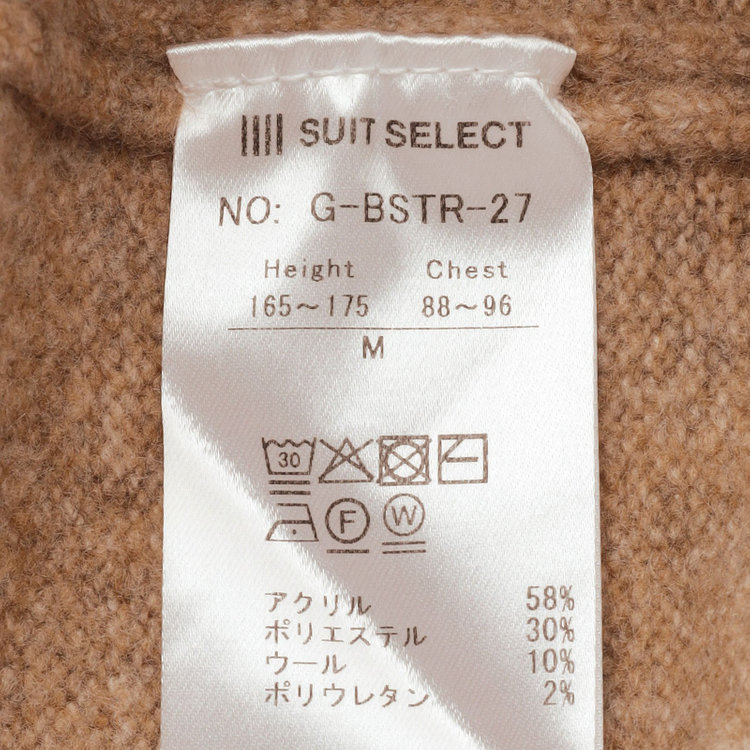 SUIT SELECT
NO: G-BSTR-27
Height Chest
165～175 88～96
M
30
F W
アクリル 58%
ポリエステル 30%
ウール 10%
ポリウレタン 2%